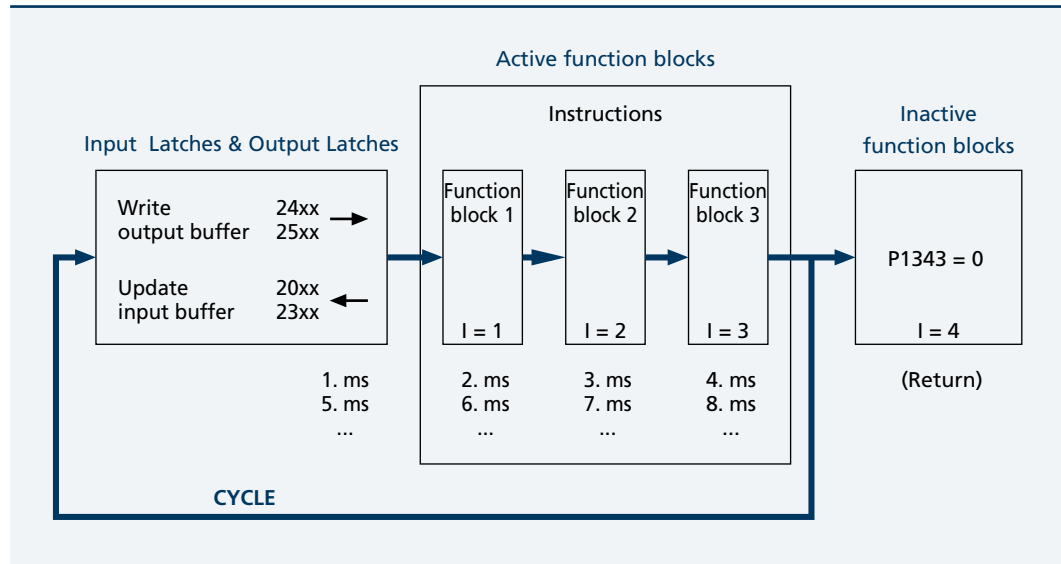 Active function blocks
Instructions
Inactive
function blocks
Input Latches & Output Latches
Write 24xx
output buffer 25xx
Update 20xx
input buffer 23xx
Function
block 1
I = 1
Function
block 2
I = 2
Function
block 3
I = 3
P1343 = 0
I = 4
(Return)
1. ms 2. ms 3. ms 4. ms
5. ms 6. ms 7. ms 8. ms
... ... ... ...
CYCLE